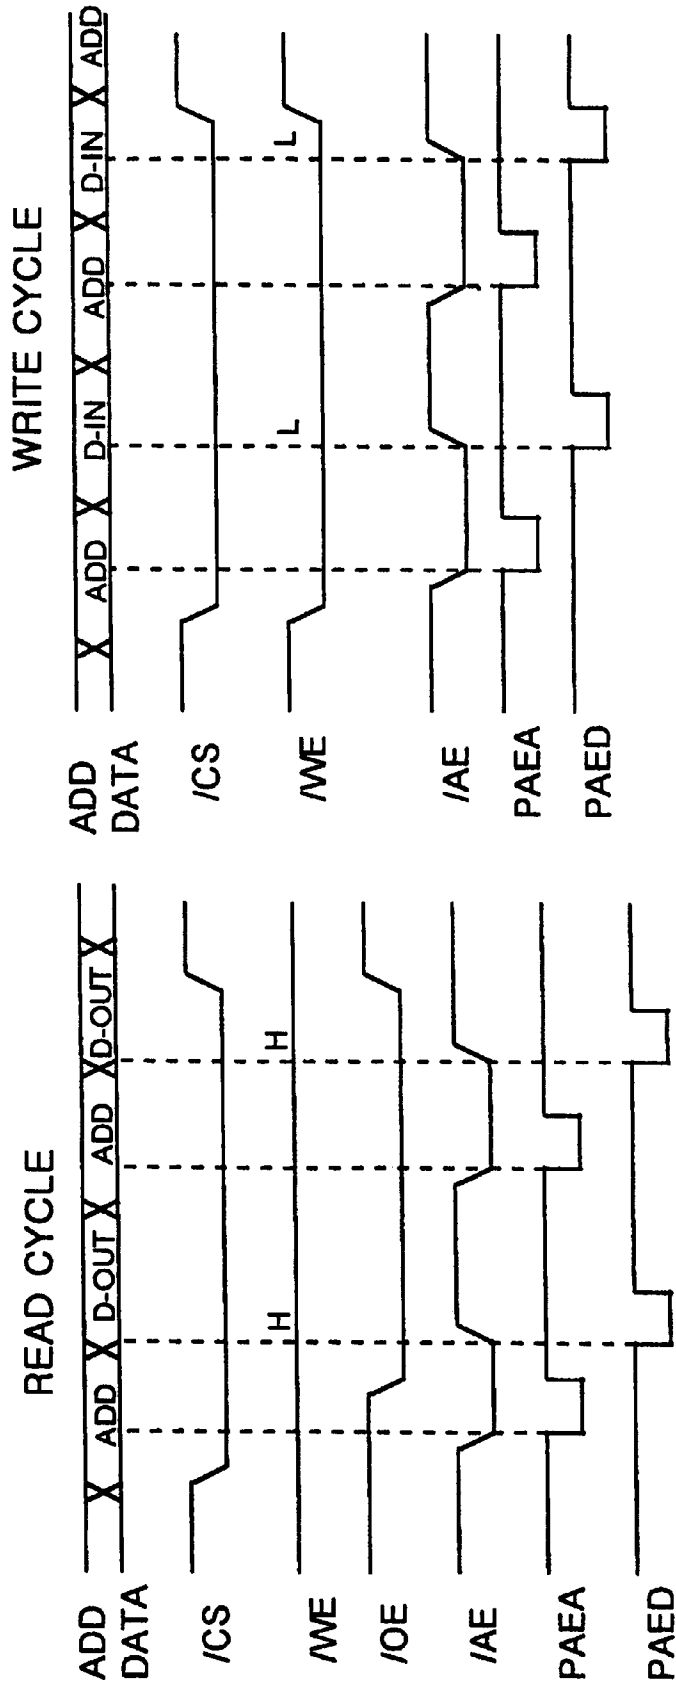 READ CYCLE
ADD
DATA
X ADD X D-OUT X ADD X D-OUT X
/CS
/WE
H
H
/OE
/AE
PAEA
PAED
WRITE CYCLE
ADD
DATA
X ADD X D-IN X ADD X D-IN X ADD
/CS
/WE
L
L
/AE
PAEA
PAED